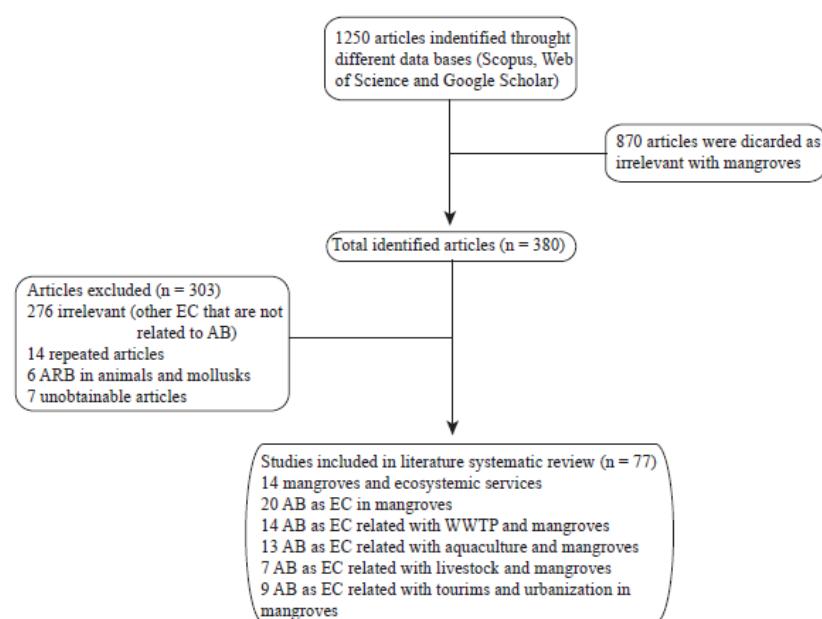 1250 articles indentified throught
different data bases (Scopus, Web
of Science and Google Scholar)
870 articles were dicarded as
irrelevant with mangroves
Total identified articles (n = 380)
Articles excluded (n = 303)
276 irrelevant (other EC that are not
related to AB)
14 repeated articles
6 ARB in animals and mollusks
7 unobtainable articles
Studies included in literature systematic review (n = 77)
14 mangroves and ecosystemic services
20 AB as EC in mangroves
14 AB as EC related with WWTP and mangroves
13 AB as EC related with aquaculture and mangroves
7 AB as EC related with livestock and mangroves
9 AB as EC related with tourims and urbanization in
mangroves